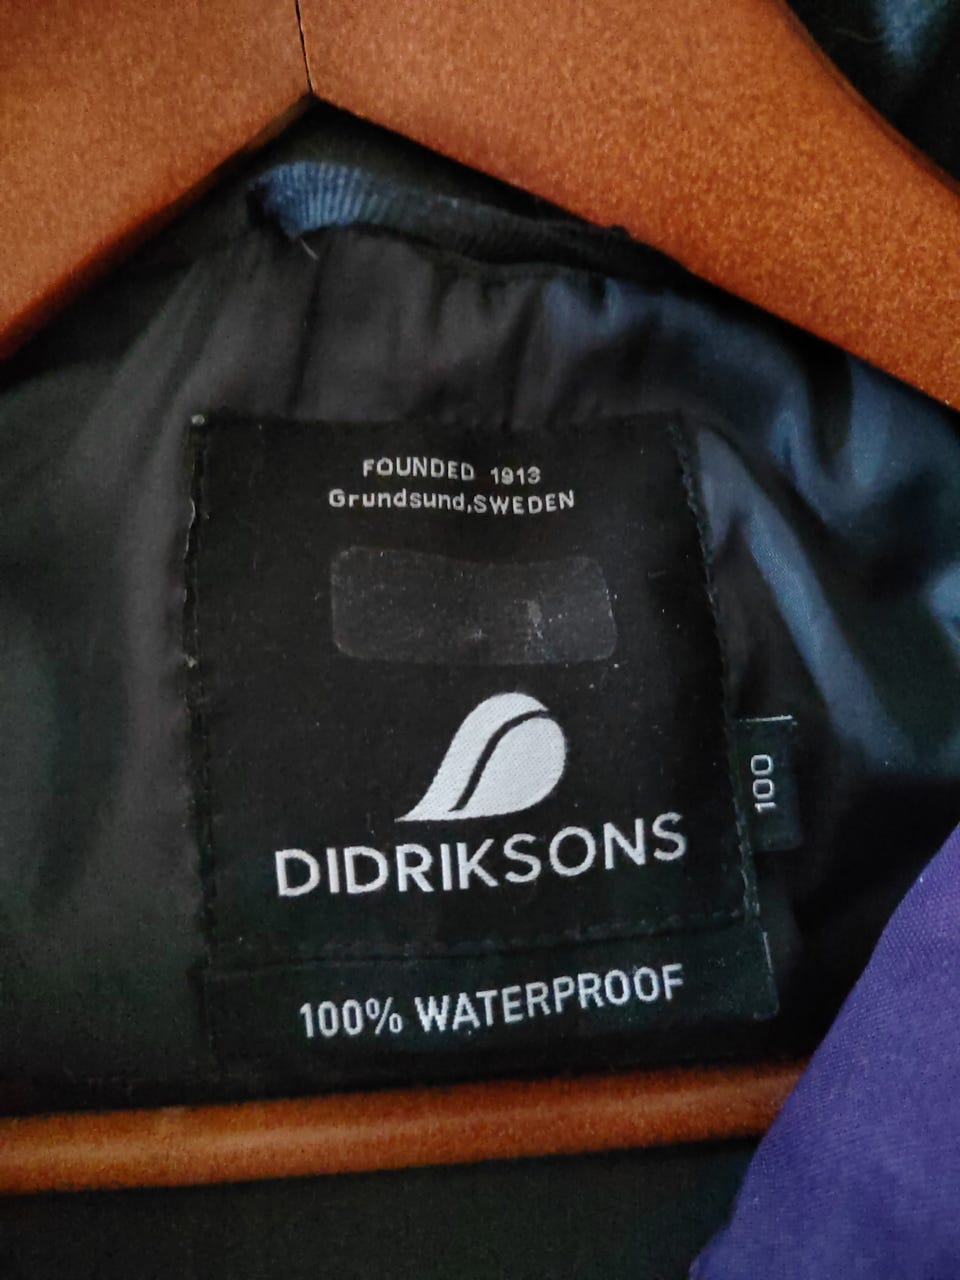 FOUNDED 1913
Grundsund,SWEDEN
DIDRIKSONS
100
100% WATERPROOF